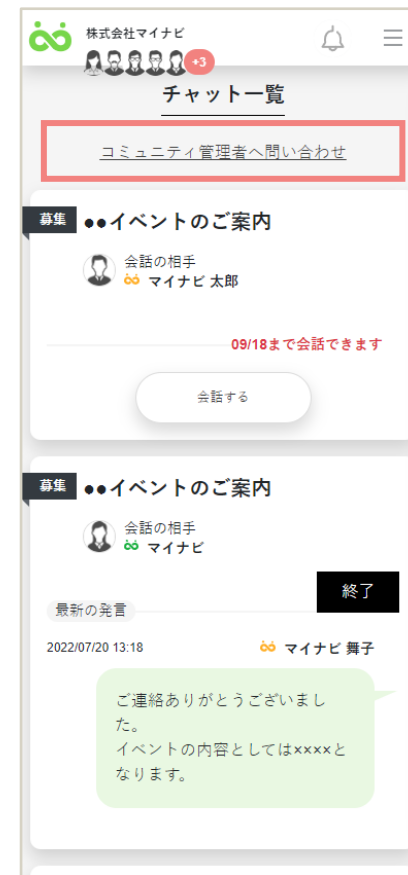 株式会社マイナビ
+3
チャット一覧
コミュニティ管理者へ問い合わせ
募集 ●●イベントのご案内
会話の相手
マイナビ 太郎
09/18まで会話できます
会話する
募集 ●●イベントのご案内
会話の相手
マイナビ
終了
最新の発言
2022/07/20 13:18 マイナビ 舞子
ご連絡ありがとうございまし
た。
イベントの内容としては××××と
なります。